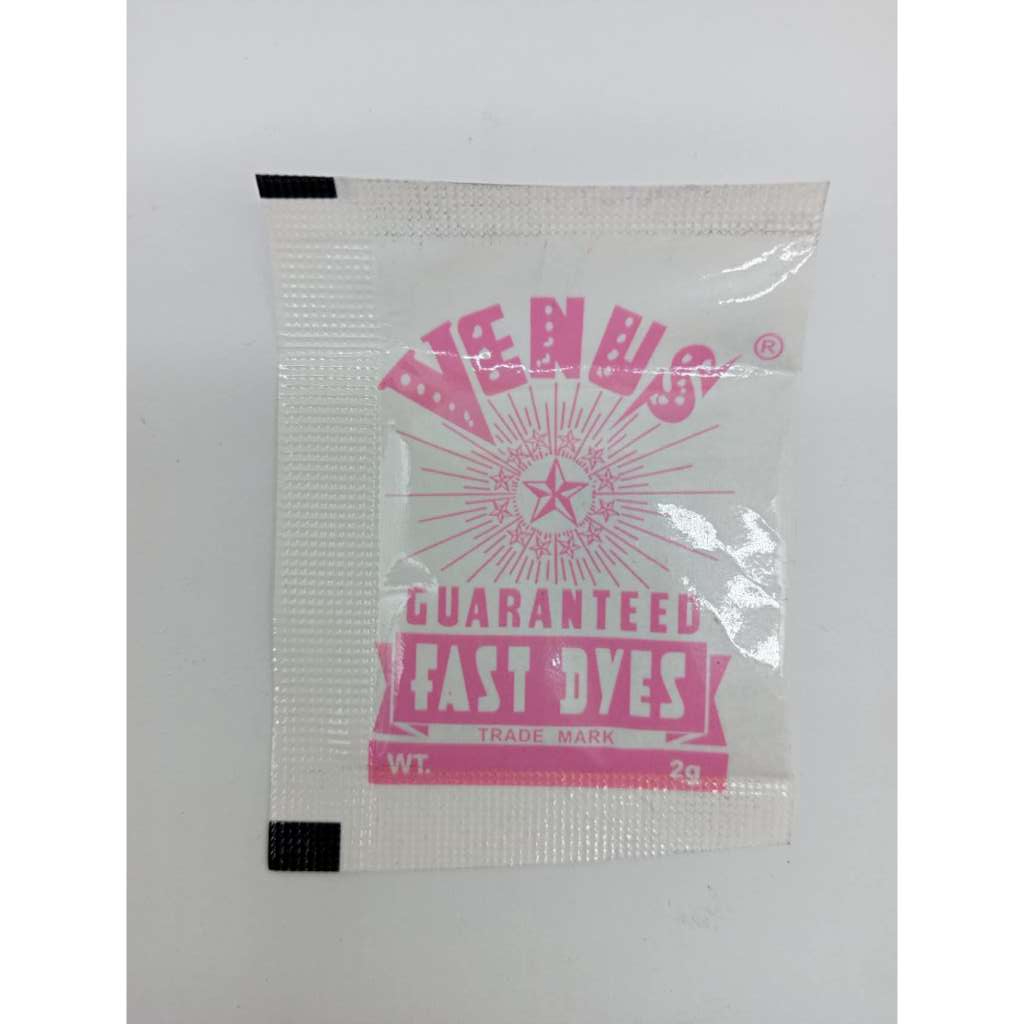 VENUS ®
GUARANTEED
FAST DYES
TRADE MARK
WT. 2g